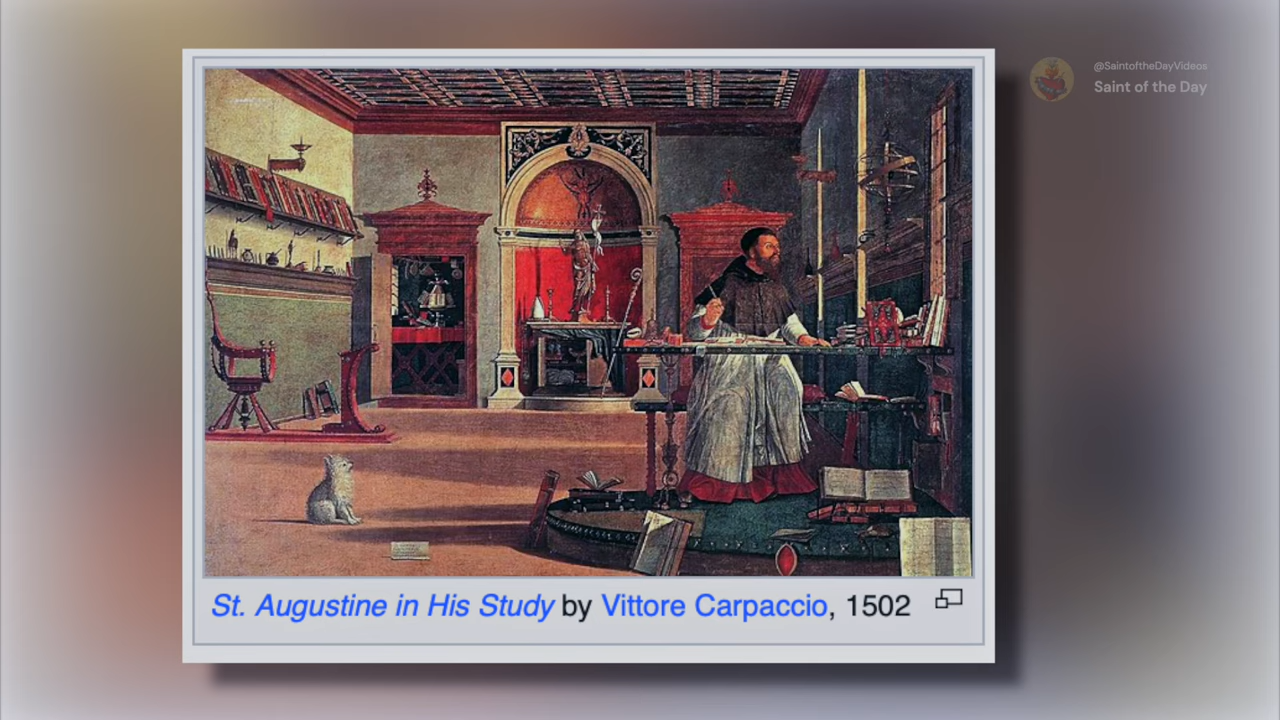 @SaintoftheDayVideos
Saint of the Day
St. Augustine in His Study by Vittore Carpaccio, 1502